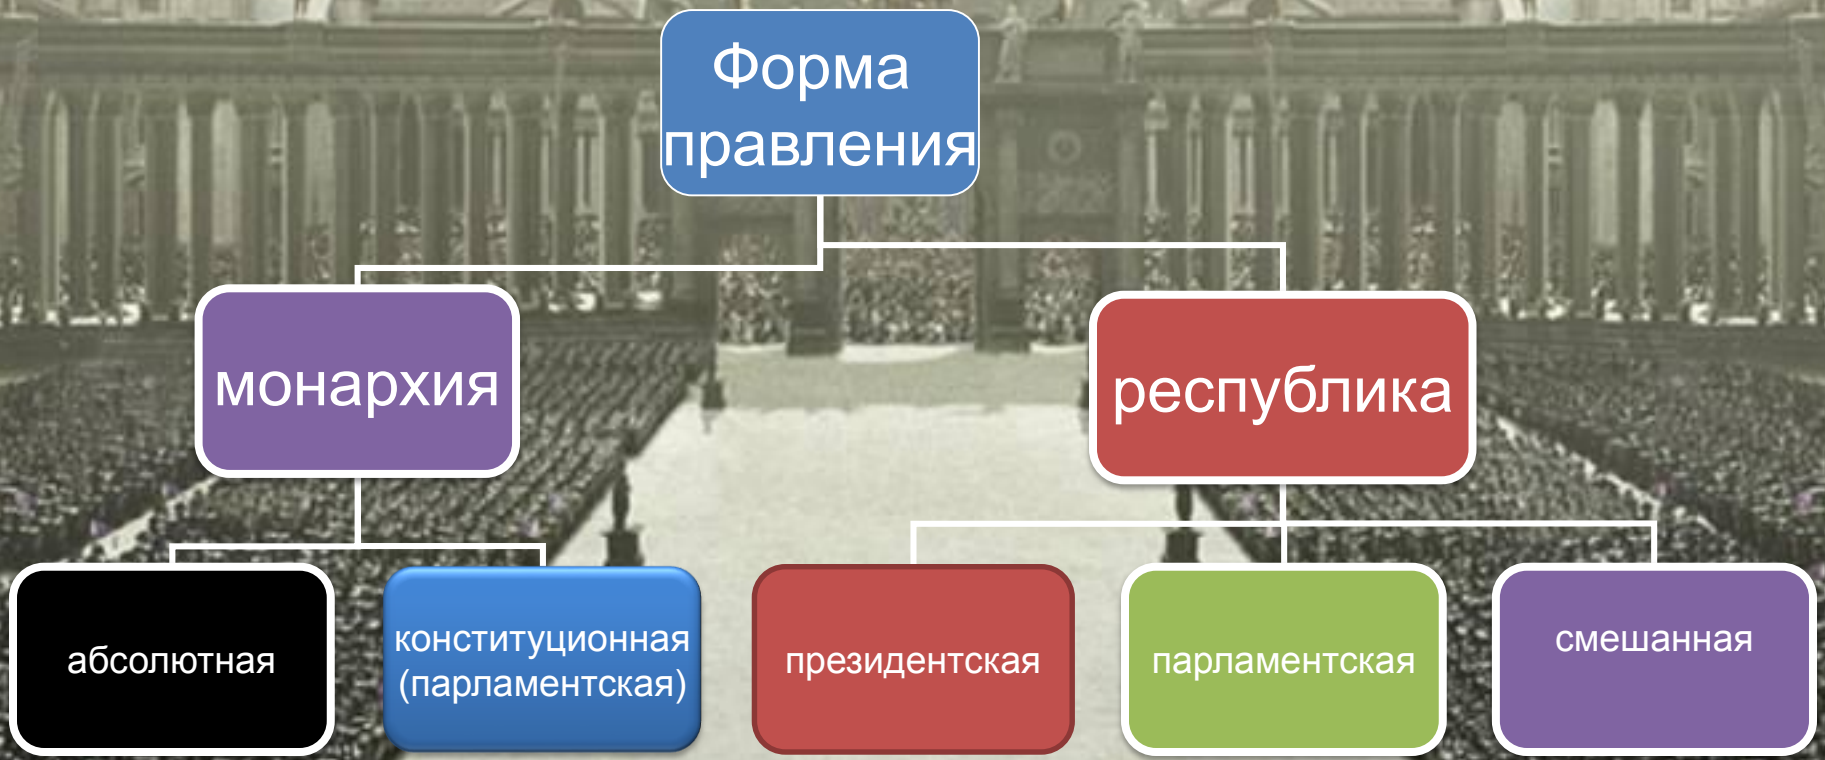 Форма
правления
монархия
республика
абсолютная
конституционная
(парламентская)
президентская
парламентская
смешанная